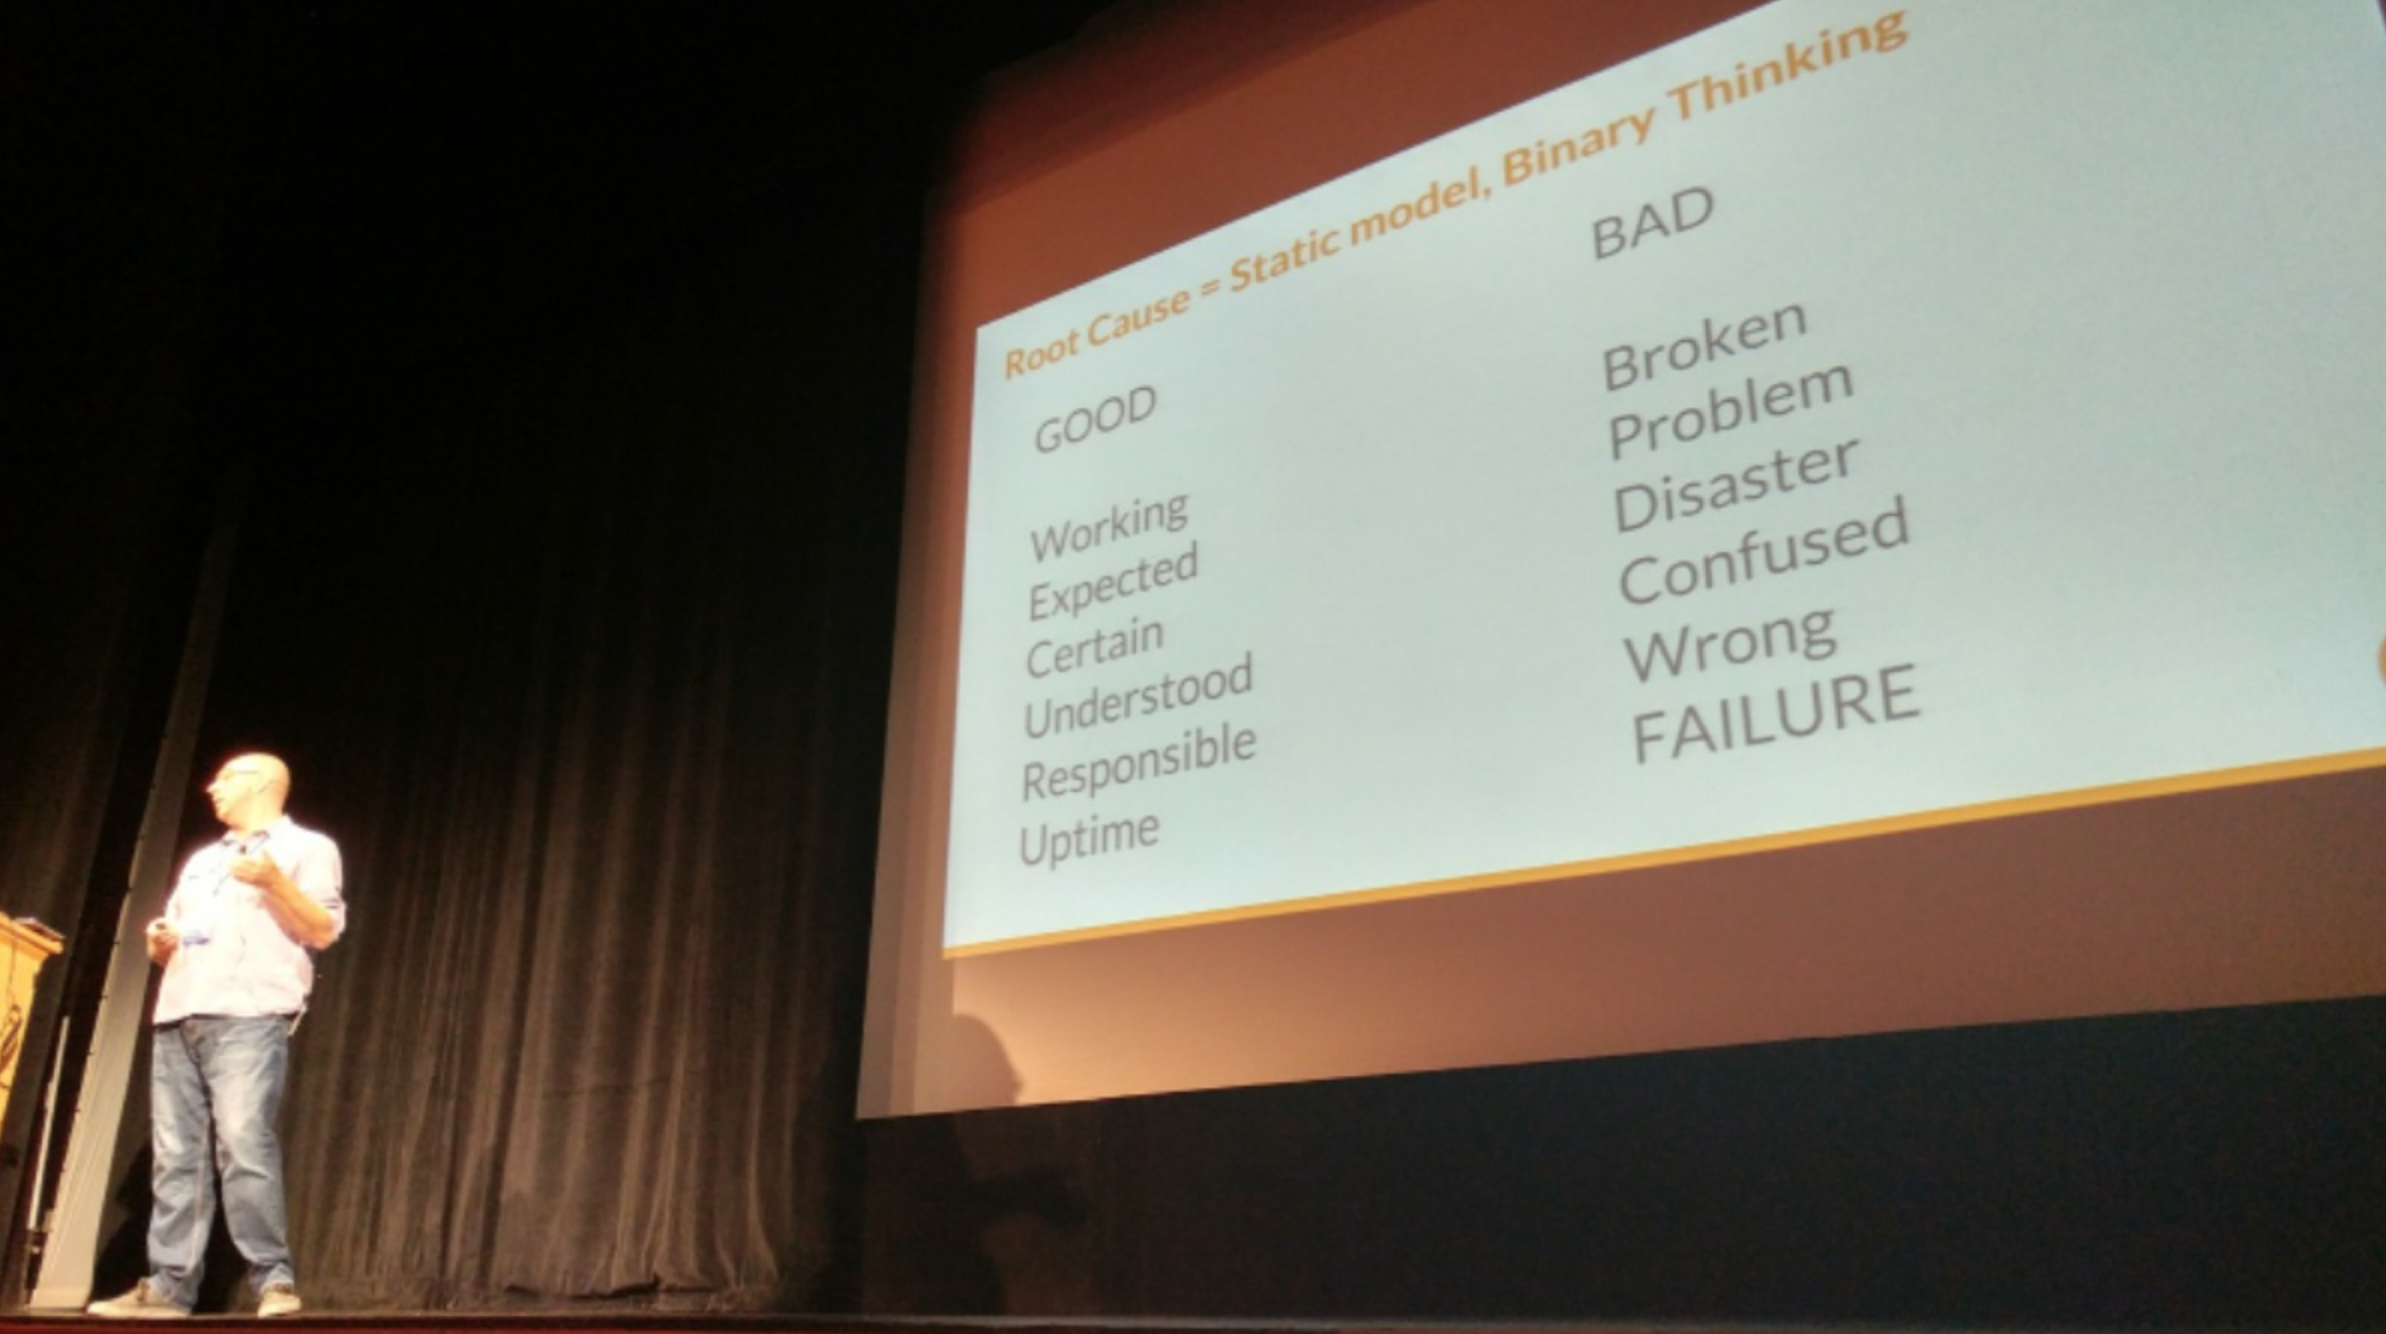 Root Cause = Static model, Binary Thinking
GOOD
Working
Expected
Certain
Understood
Responsible
Uptime
BAD
Broken
Problem
Disaster
Confused
Wrong
FAILURE